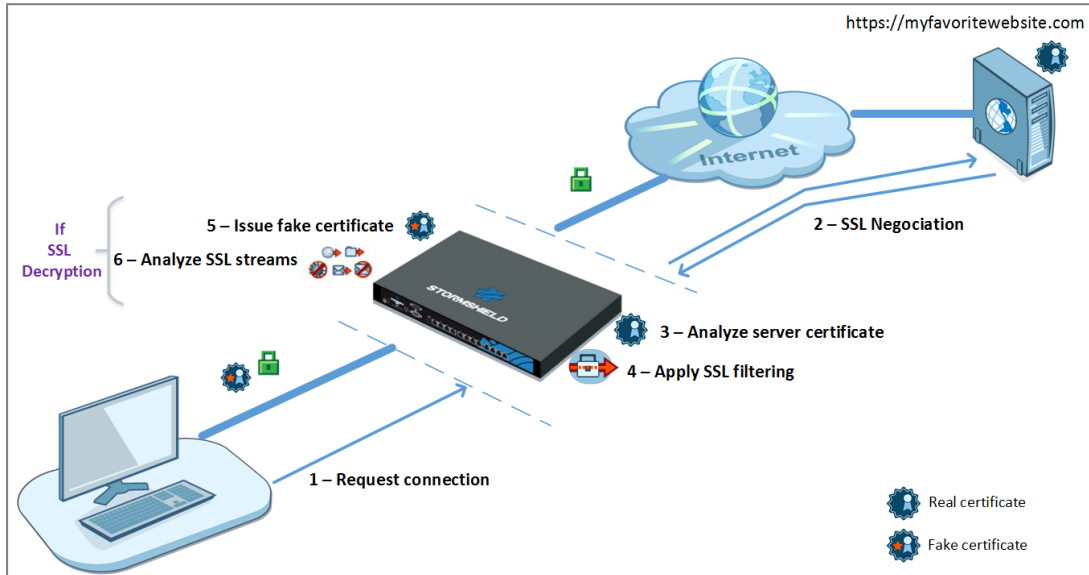 https://myfavoritewebsite.com
Internet
2 – SSL Negociation
5 – Issue fake certificate
If
SSL
Decryption
6 – Analyze SSL streams
STORMSHIELD
3 – Analyze server certificate
4 – Apply SSL filtering
1 – Request connection
Real certificate
Fake certificate